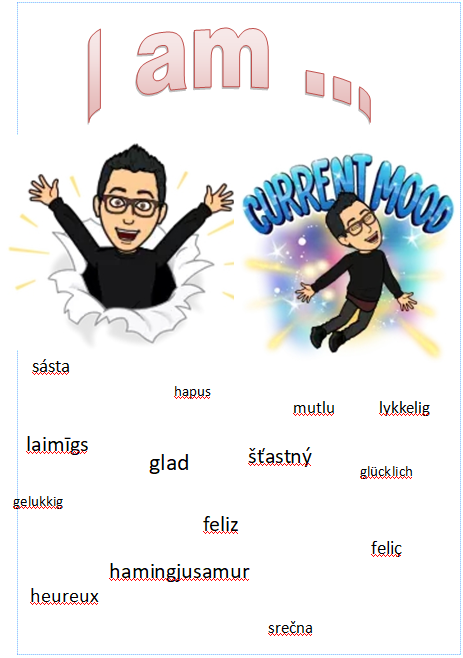 I am ...
CURRENT MOOD
sásta
hapus
mutlu
lykkelig
laimīgs
glad
šťastný
glücklich
gelukkig
feliz
feliç
hamingjusamur
heureux
srečna